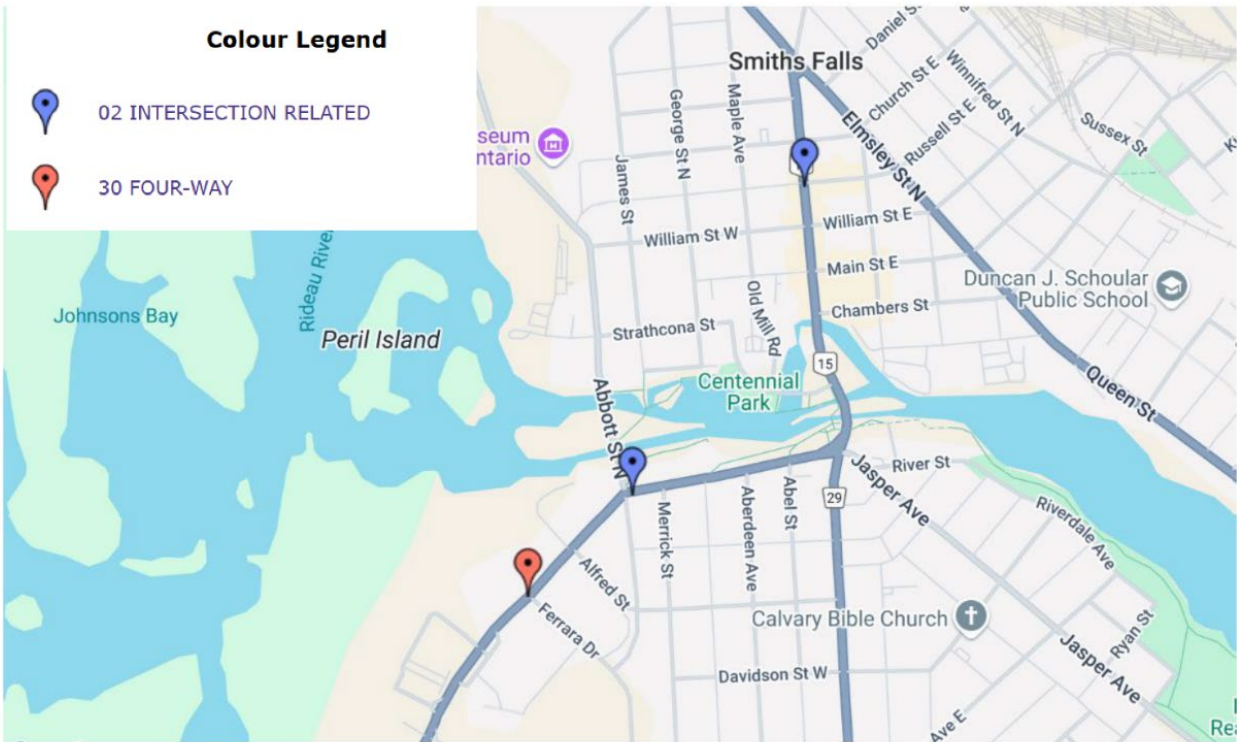 Colour Legend
02 INTERSECTION RELATED
30 FOUR-WAY
Smiths Falls
Daniel S
Church St E
Winnifred St N
Russell St E
Sussex St
Elmsley St N
George St N
Maple Ave
James St
seum
ntario
William St W
William St E
Main St E
Chambers St
Duncan J. Schoular
Public School
Old Mill Rd
Strathcona St
Johnsons Bay
Rideau River
Peril Island
15
Centennial
Park
Abbott St N
Queen St
Jasper Ave
River St
29
Riverdale Ave
Merrick St
Aberdeen Ave
Abel St
Alfred St
Ferrara Dr
Calvary Bible Church
Ryan St
Jasper Ave
Davidson St W
Ave E
Rea